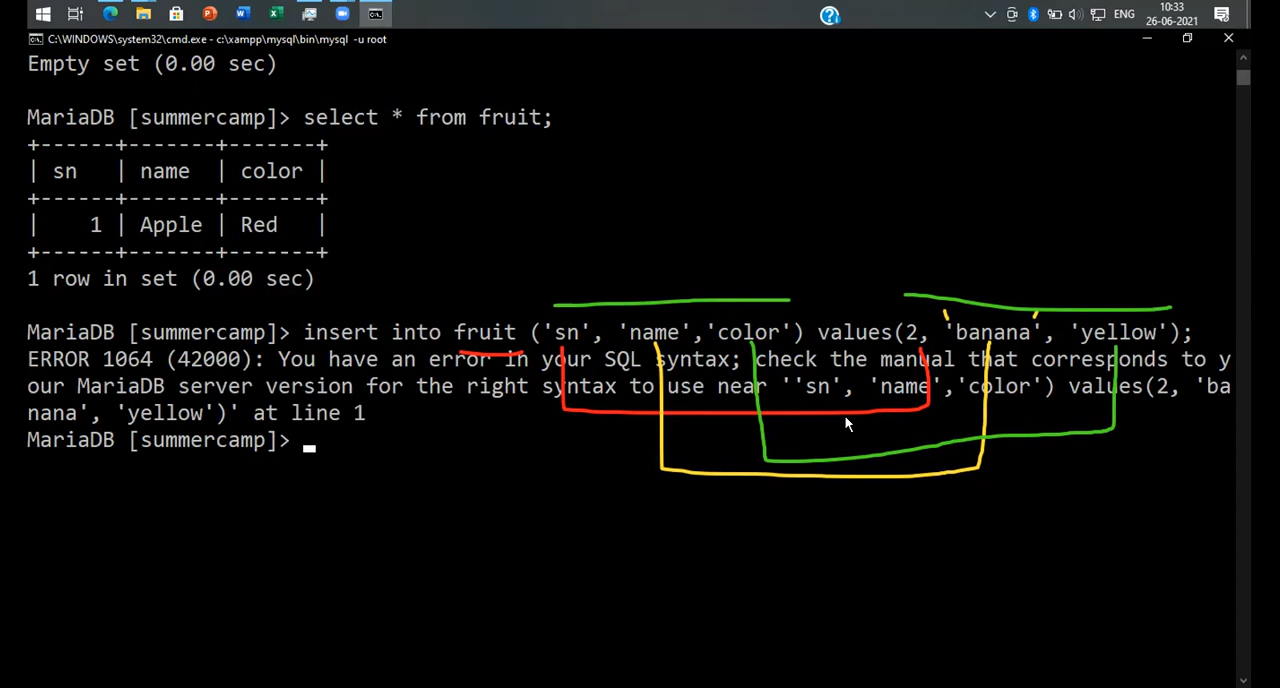 ENG
10:33
26-06-2021
C:\WINDOWS\system32\cmd.exe - c:\xampp\mysql\bin\mysql -u root
Empty set (0.00 sec)
MariaDB [summercamp]> select * from fruit;
+------+-------+-------+
| sn   | name  | color |
+------+-------+-------+
|    1 | Apple | Red   |
+------+-------+-------+
1 row in set (0.00 sec)
MariaDB [summercamp]> insert into fruit ('sn', 'name','color') values(2, 'banana', 'yellow');
ERROR 1064 (42000): You have an error in your SQL syntax; check the manual that corresponds to y
our MariaDB server version for the right syntax to use near ''sn', 'name','color') values(2, 'ba
nana', 'yellow')' at line 1
MariaDB [summercamp]>